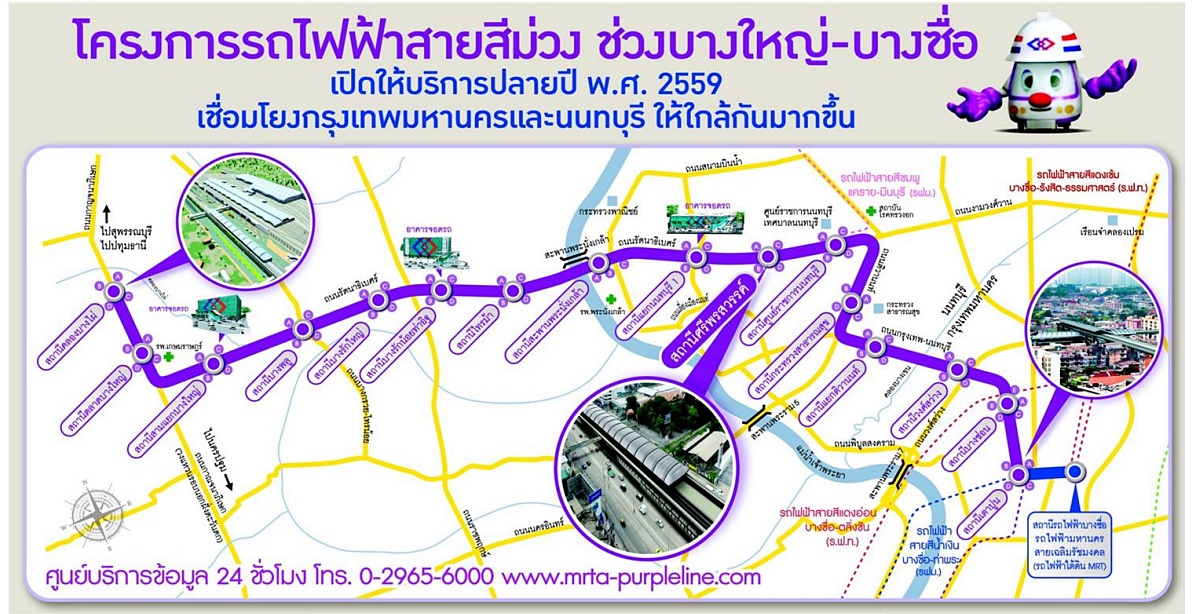 โครงการรถไฟฟ้าสายสีม่วง ช่วงบางใหญ่-บางซื่อ
เปิดให้บริการปลายปี พ.ศ. 2559
เชื่อมโยงกรุงเทพมหานครและนนทบุรี ให้ใกล้กันมากขึ้น
ถนนกาญจนาภิเษก
ไปสุพรรณบุรี
ไปปทุมธานี
อาคารจอดรถ
อาคารจอดรถ
อาคารจอดรถ
กระทรวงพาณิชย์
ถนนสนามบินน้ำ
สะพานพระนั่งเกล้า
ถนนรัตนาธิเบศร์
ถนนรัตนาธิเบศร์
ศูนย์ราชการนนทบุรี
เทศบาลนนทบุรี
รถไฟฟ้าสายสีชมพู
แคราย-มีนบุรี (รฟม.)
สถาบัน
โรคทรวงอก
ถนนงามวงศ์วาน
รถไฟฟ้าสายสีแดงเข้ม
บางซื่อ-รังสิต-ธรรมศาสตร์ (ร.ฟ.ท.)
เรือนจำคลองเปรม
ถนนติวานนท์
นนทบุรี
กรุงเทพมหานคร
กระทรวง
สาธารณสุข
ถนนกรุงเทพ-นนทบุรี
คลองบางเขน
รพ.พระนั่งเกล้า
รพ.เกษมราษฎร์
สถานีคลองบางไผ่
สถานีตลาดบางใหญ่
สถานีสามแยกบางใหญ่
สถานีบางพลู
สถานีบางรักใหญ่
สถานีบางรักน้อยท่าอิฐ
สถานีไทรม้า
สถานีสะพานพระนั่งเกล้า
สถานีแยกนนทบุรี 1
สถานีศรีพรสวรรค์
สถานีศูนย์ราชการนนทบุรี
สถานีกระทรวงสาธารณสุข
สถานีแยกติวานนท์
สถานีวงศ์สว่าง
สถานีบางซ่อน
สถานีเตาปูน
ถนนบางกรวย-ไทรน้อย
ไปนครปฐม
ถนนกาญจนาภิเษก
(วงแหวนรอบนอกฝั่งตะวันตก)
ถนนราชพฤกษ์
ถนนนครอินทร์
สะพานพระราม5
ถนนพิบูลสงคราม
ถนนวงศ์สว่าง
แม่น้ำเจ้าพระยา
สะพานพระราม7
รถไฟฟ้าสายสีแดงอ่อน
บางซื่อ-ตลิ่งชัน
(ร.ฟ.ท.)
รถไฟฟ้า
สายสีน้ำเงิน
บางซื่อ-ท่าพระ
(รฟม.)
สถานีรถไฟฟ้าบางซื่อ
รถไฟฟ้ามหานคร
สายเฉลิมรัชมงคล
(รถไฟฟ้าใต้ดิน MRT)
ศูนย์บริการข้อมูล 24 ชั่วโมง โทร. 0-2965-6000 www.mrta-purpleline.com